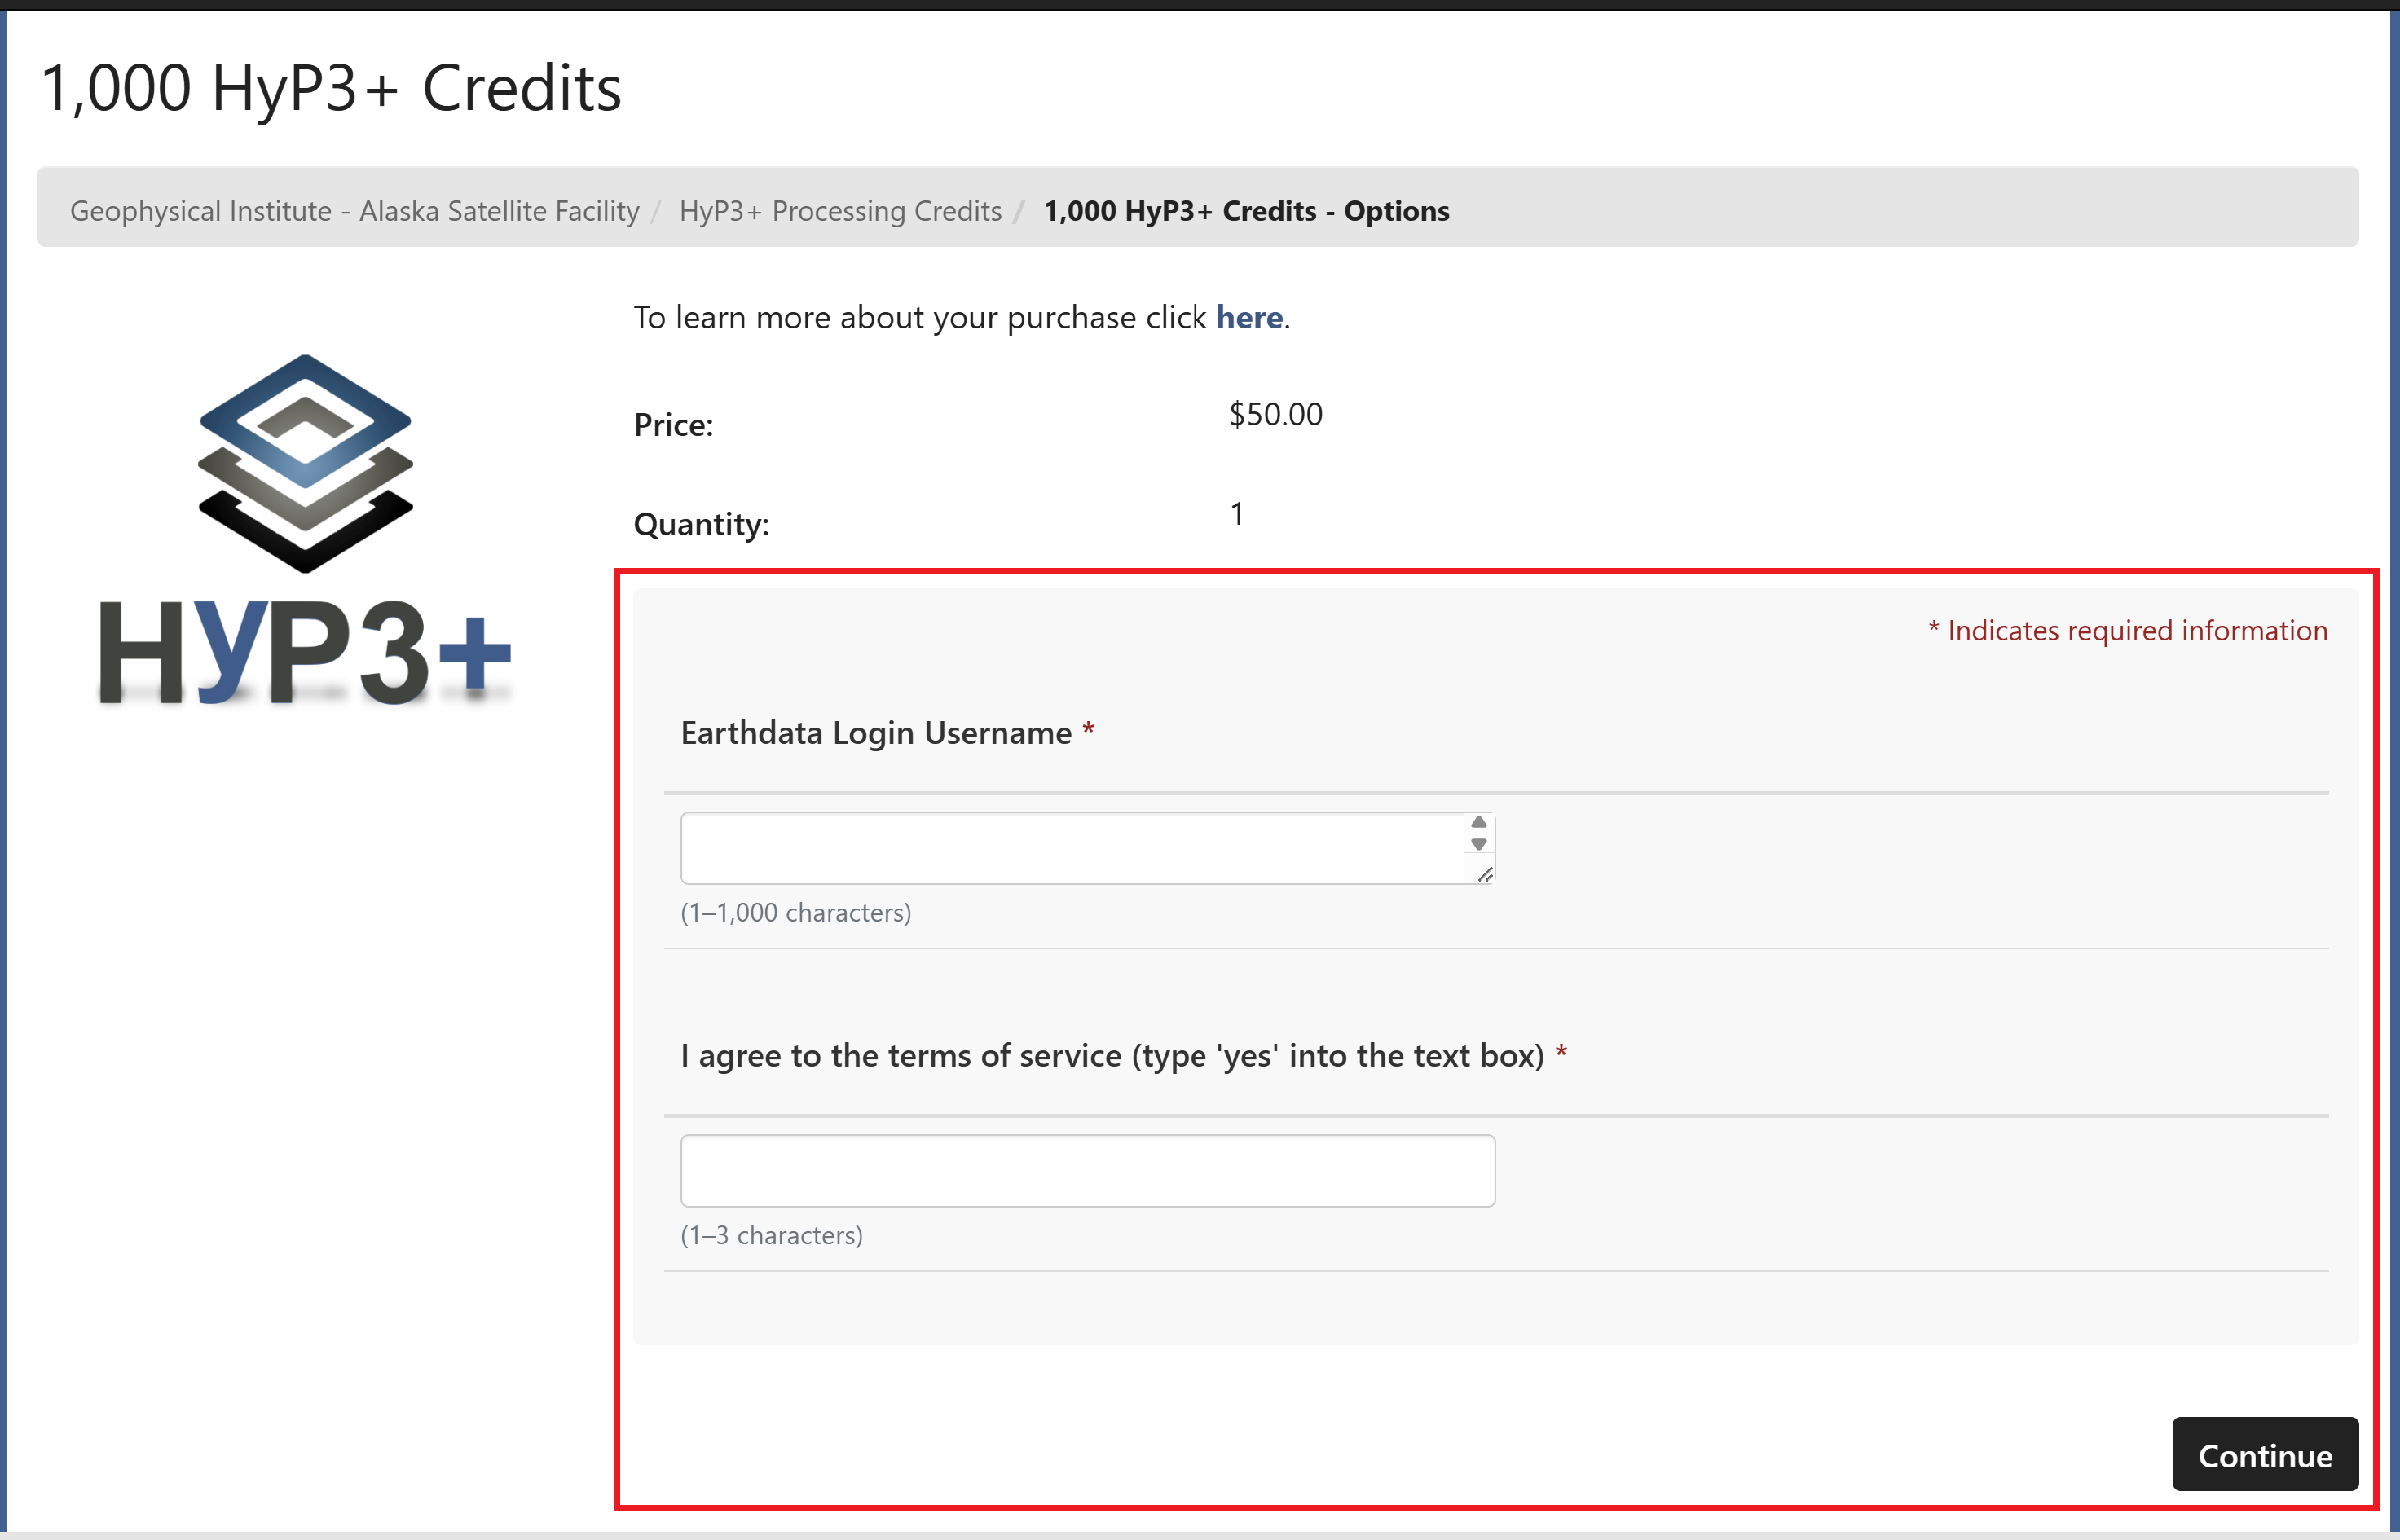 1,000 HyP3+ Credits
Geophysical Institute - Alaska Satellite Facility / HyP3+ Processing Credits / 1,000 HyP3+ Credits - Options
To learn more about your purchase click here.
Price: $50.00
Quantity: 1
HyP3+
* Indicates required information
Earthdata Login Username *
(1–1,000 characters)
I agree to the terms of service (type 'yes' into the text box) *
(1–3 characters)
Continue